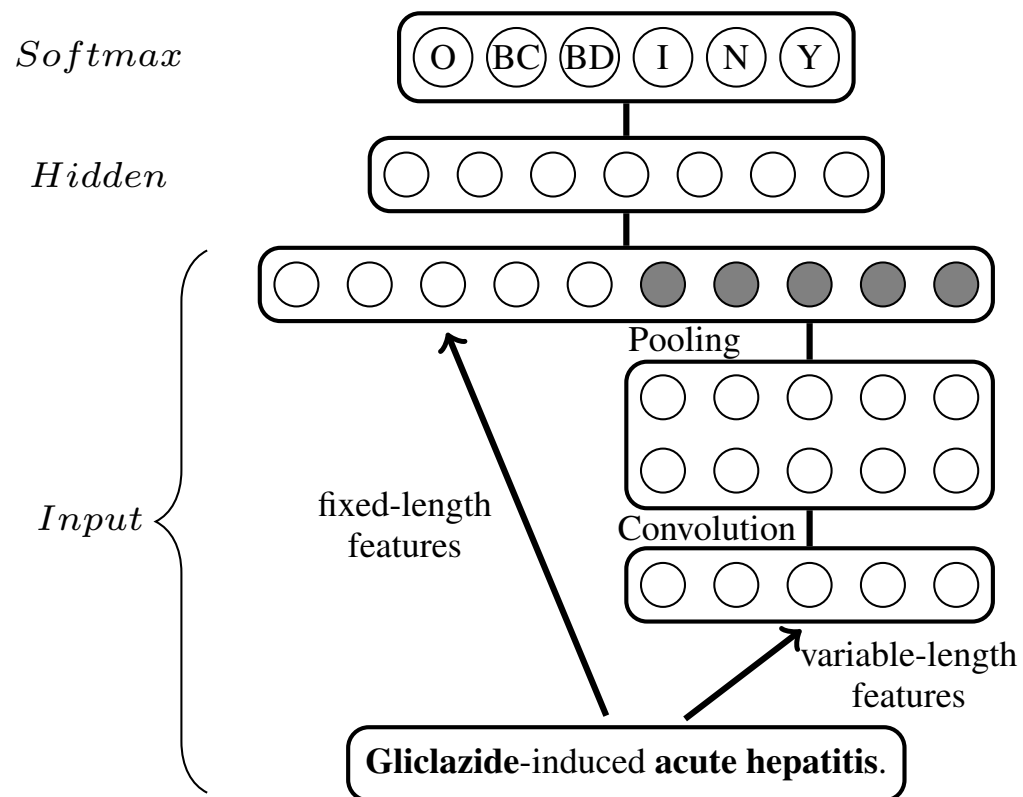 Softmax
O BC BD I N Y
Hidden
Pooling
Input
fixed-length
features
Convolution
variable-length
features
Gliclazide-induced acute hepatitis.